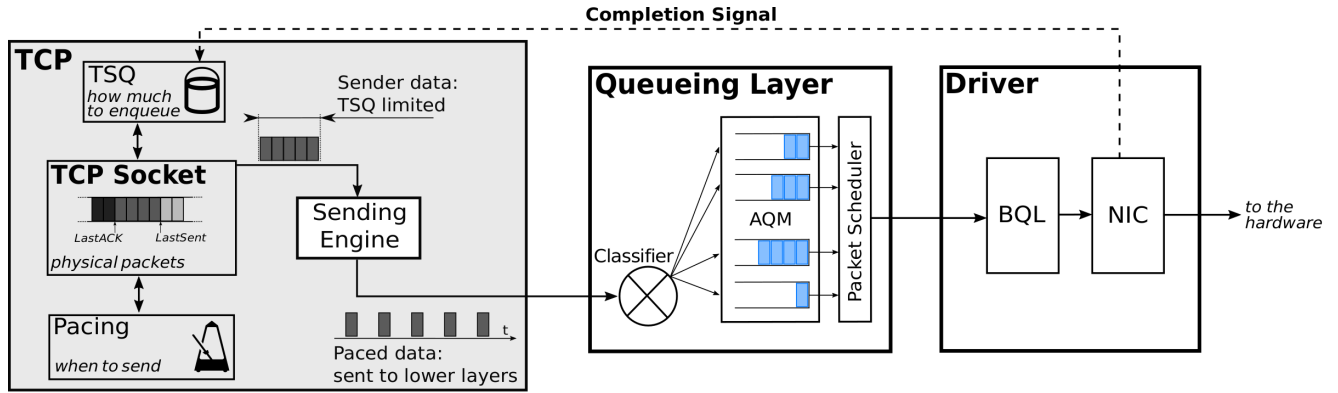 Completion Signal
TCP
TSQ
how much
to enqueue
Sender data:
TSQ limited
TCP Socket
LastACK
LastSent
physical packets
Sending
Engine
Pacing
when to send
t
Paced data:
sent to lower layers
Queueing Layer
Classifier
AQM
Packet Scheduler
Driver
BQL
NIC
to the
hardware